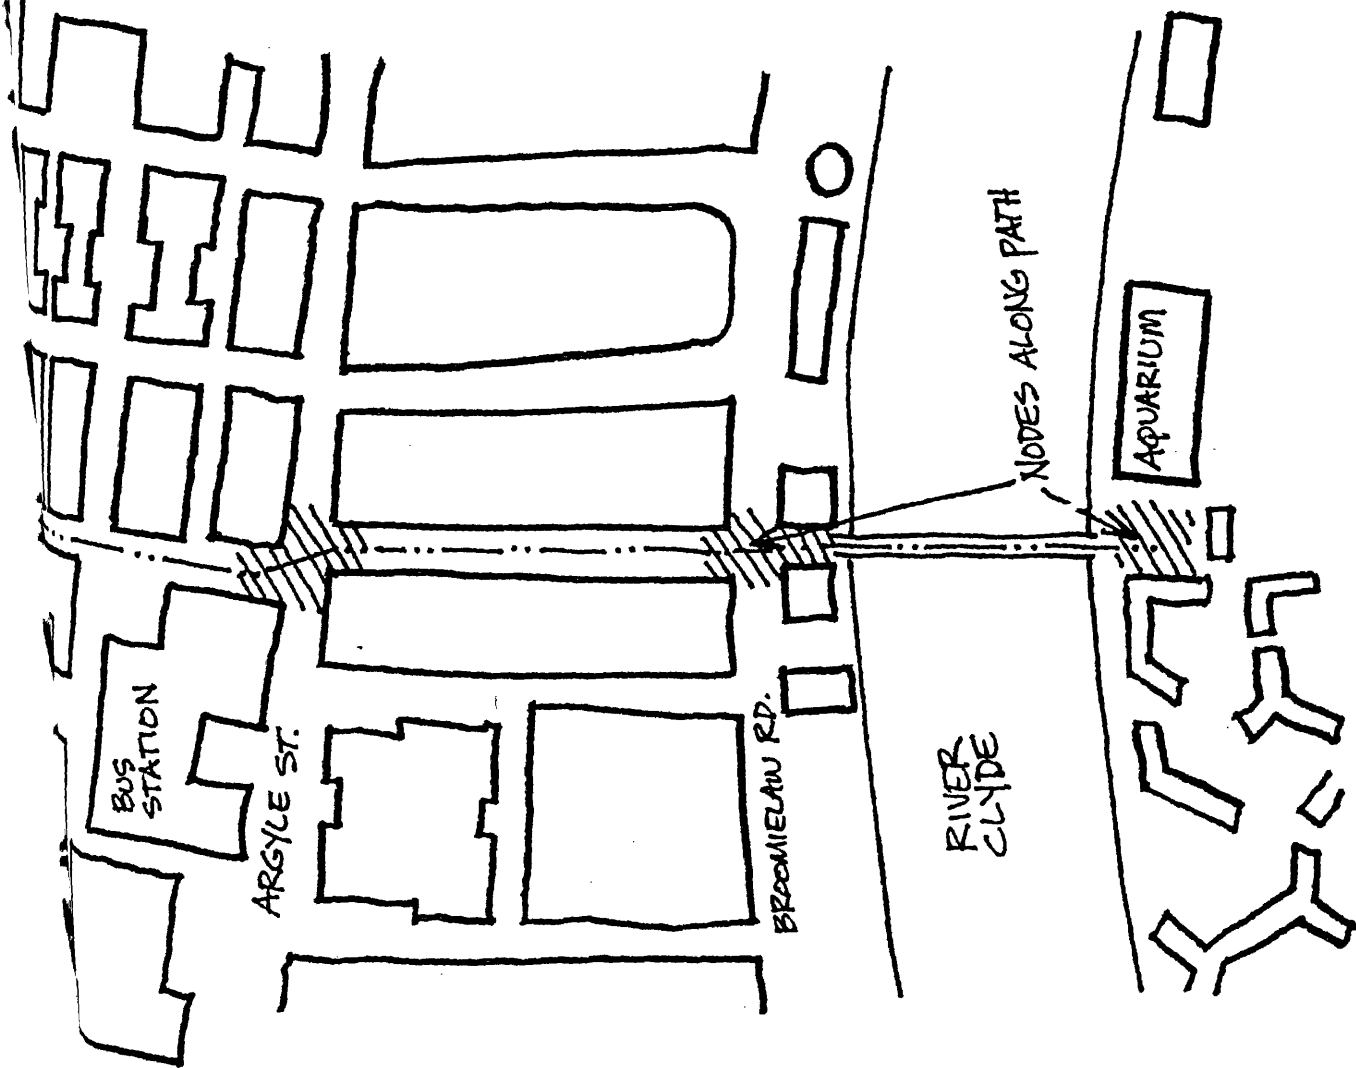 BUS
STATION
ARGYLE ST.
BROOMIELAW RD.
RIVER
CLYDE
NODES ALONG PATH
AQUARIUM